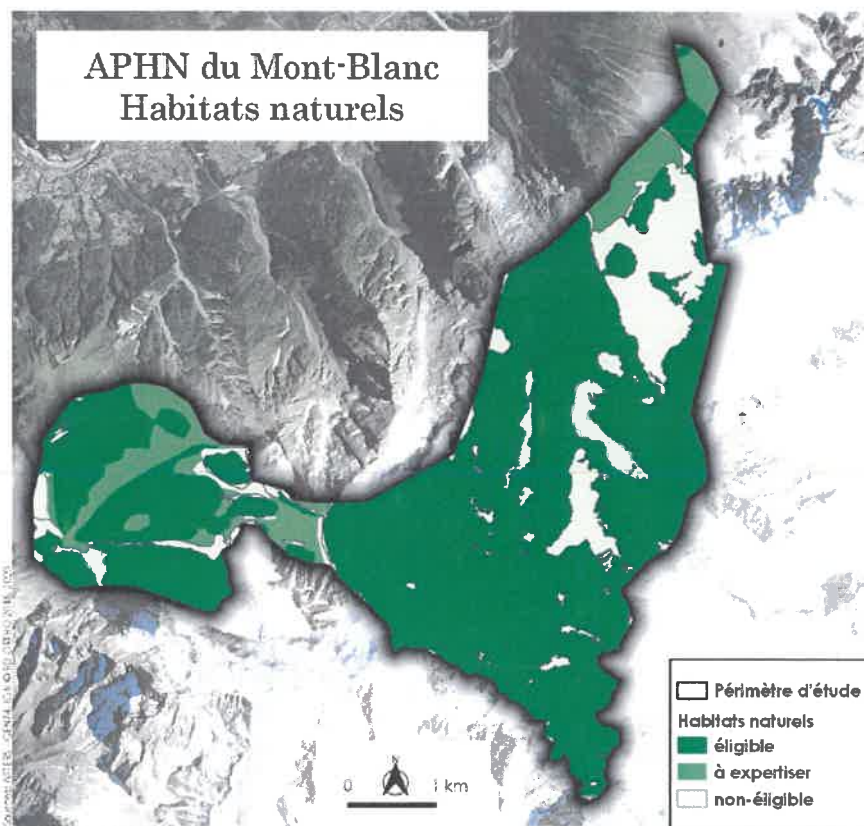 APHN du Mont-Blanc
Habitats naturels
N
0 1 km
Périmètre d'étude
Habitats naturels
éligible
à expertiser
non-éligible